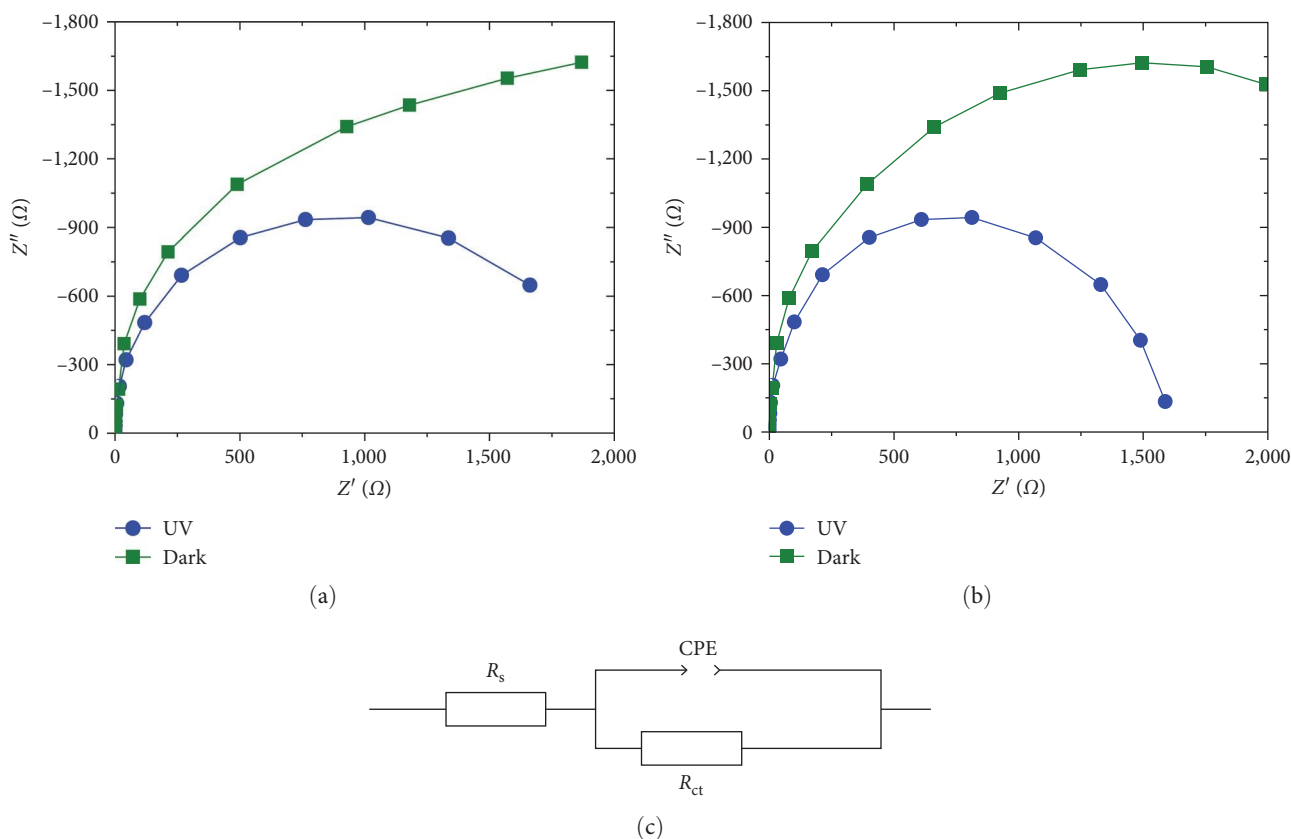 –1,800
–1,500
–1,200
–900
–600
–300
0
Z″ (Ω)
0
500
1,000
1,500
2,000
Z′ (Ω)
UV
Dark
(a)
–1,800
–1,500
–1,200
–900
–600
–300
0
Z″ (Ω)
0
500
1,000
1,500
2,000
Z′ (Ω)
UV
Dark
(b)
CPE
Rs
Rct
(c)